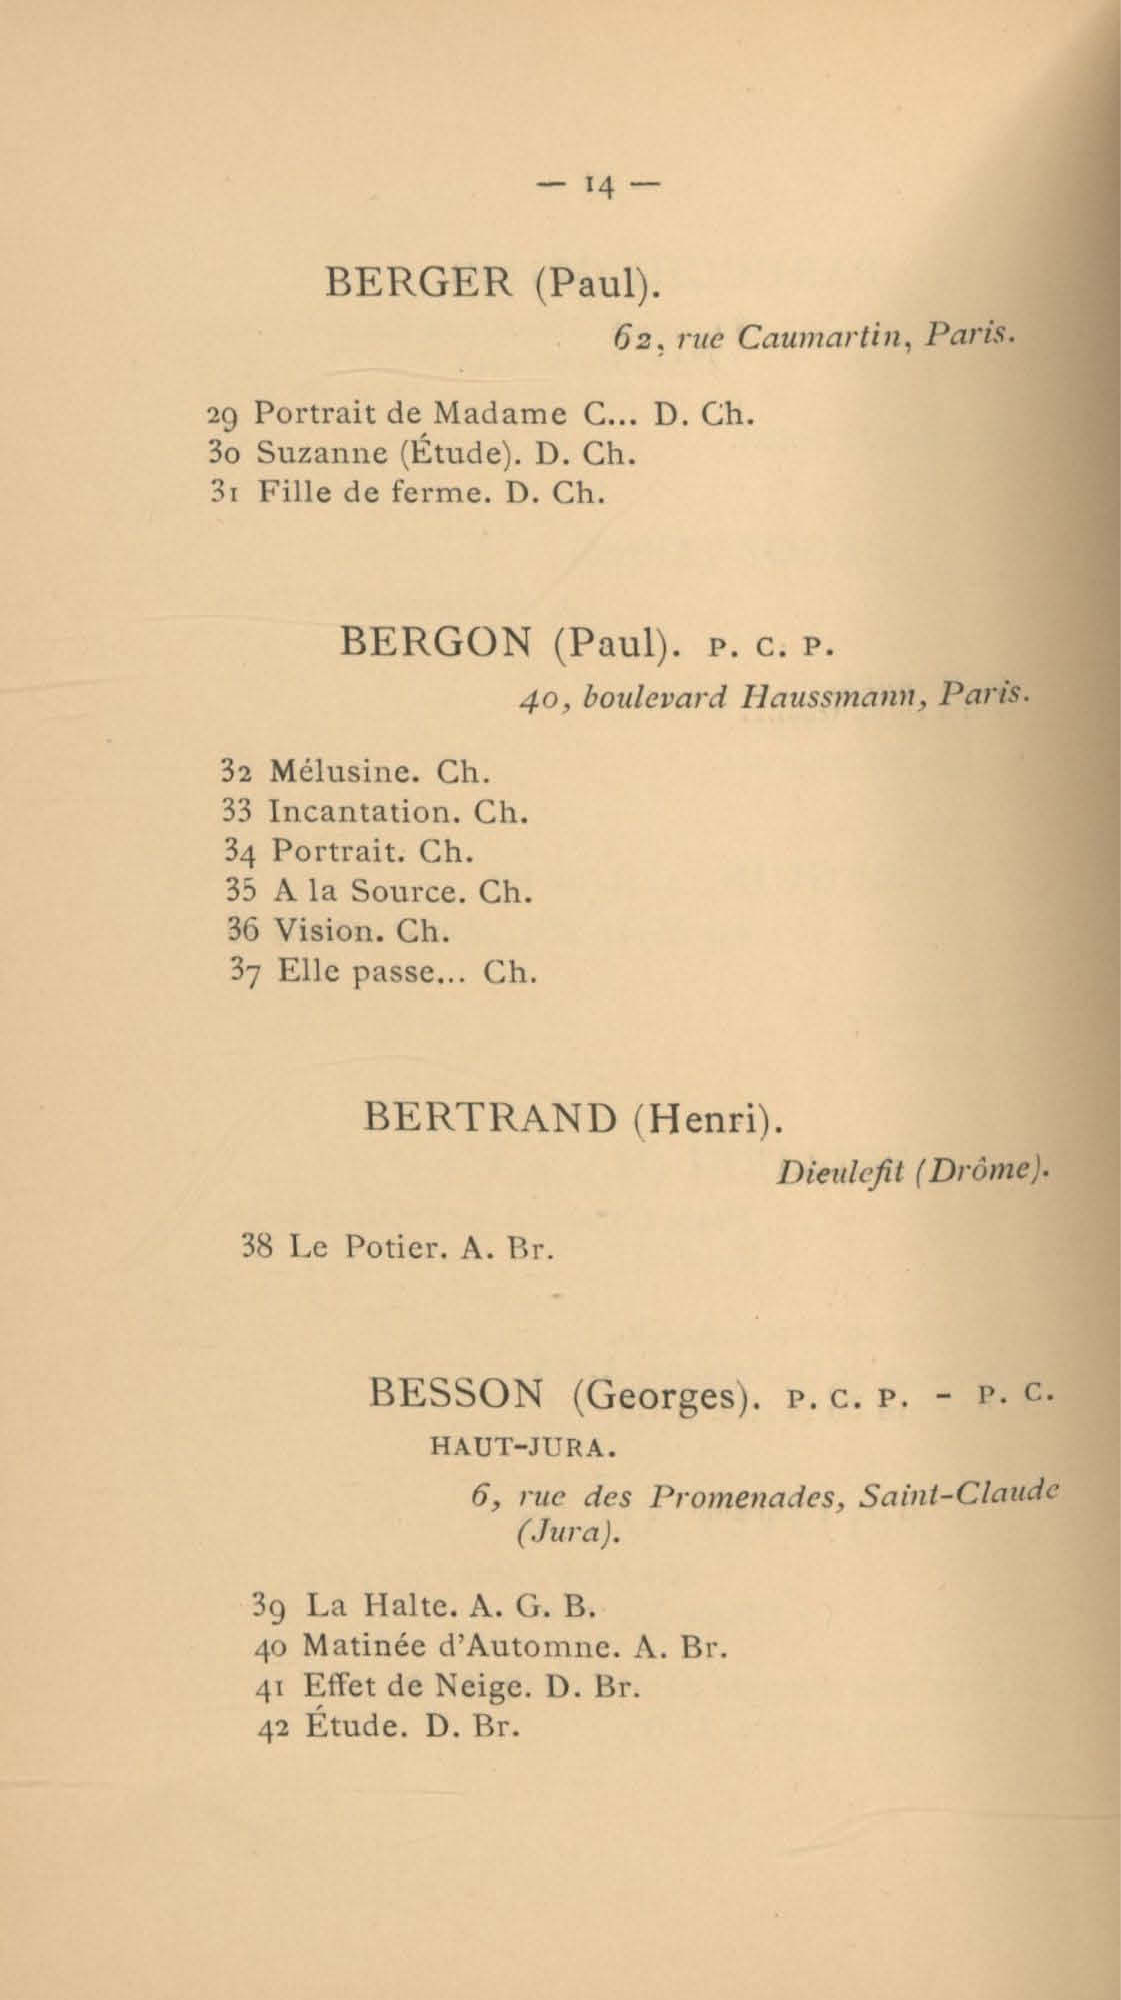 — 14 —
BERGER (Paul).
62, rue Caumartin, Paris.
29 Portrait de Madame C... D. Ch.
30 Suzanne (Étude). D. Ch.
31 Fille de ferme. D. Ch.
BERGON (Paul). P. C. P.
40, boulevard Haussmann, Paris.
32 Mélusine. Ch.
33 Incantation. Ch.
34 Portrait. Ch.
35 A la Source. Ch.
36 Vision. Ch.
37 Elle passe... Ch.
BERTRAND (Henri).
Dieulefit (Drôme).
38 Le Potier. A. Br.
BESSON (Georges). P. C. P. - P. C.
HAUT-JURA.
6, rue des Promenades, Saint-Claude
(Jura).
39 La Halte. A. G. B.
40 Matinée d'Automne. A. Br.
41 Effet de Neige. D. Br.
42 Étude. D. Br.